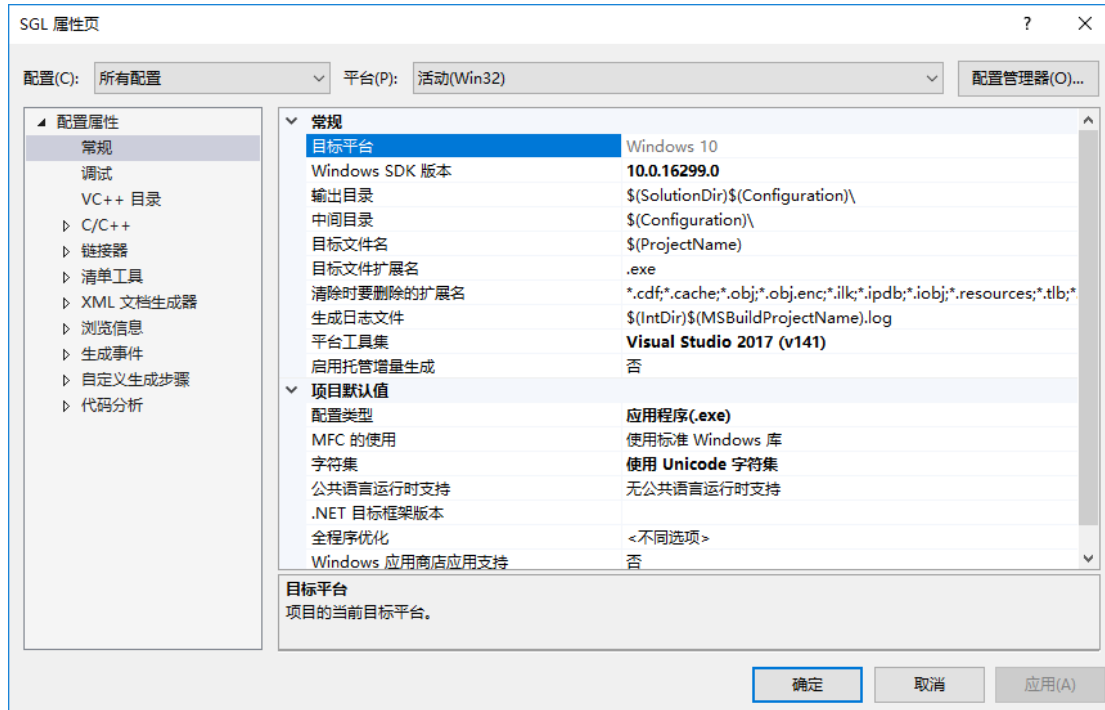 SGL 属性页
配置(C): 所有配置 平台(P): 活动(Win32) 配置管理器(O)...
配置属性
常规
调试
VC++ 目录
C/C++
链接器
清单工具
XML 文档生成器
浏览信息
生成事件
自定义生成步骤
代码分析
常规
目标平台 Windows 10
Windows SDK 版本 10.0.16299.0
输出目录 $(SolutionDir)$(Configuration)\
中间目录 $(Configuration)\
目标文件名 $(ProjectName)
目标文件扩展名 .exe
清除时要删除的扩展名 *.cdf;*.cache;*.obj;*.obj.enc;*.ilk;*.ipdb;*.iobj;*.resources;*.tlb;*.
生成日志文件 $(IntDir)$(MSBuildProjectName).log
平台工具集 Visual Studio 2017 (v141)
启用托管增量生成 否
项目默认值
配置类型 应用程序(.exe)
MFC 的使用 使用标准 Windows 库
字符集 使用 Unicode 字符集
公共语言运行时支持 无公共语言运行时支持
.NET 目标框架版本
全程序优化 <不同选项>
Windows 应用商店应用支持 否
目标平台
项目的当前目标平台。
确定 取消 应用(A)